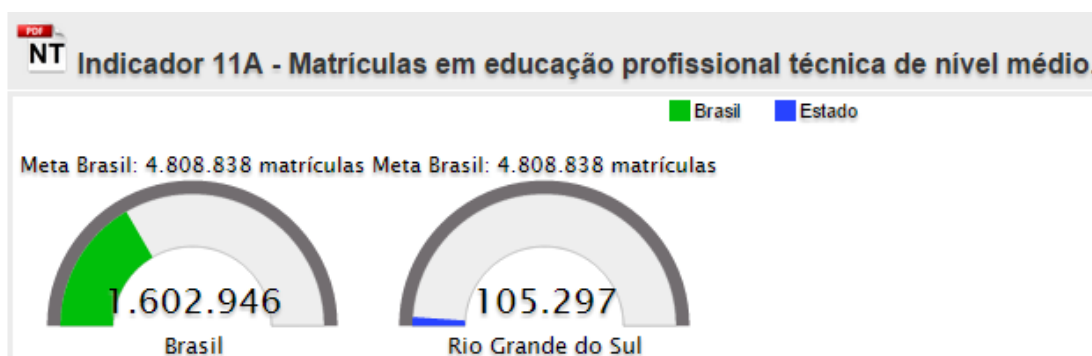 PDF
NT
Indicador 11A - Matrículas em educação profissional técnica de nível médio.
Brasil Estado
Meta Brasil: 4.808.838 matrículas Meta Brasil: 4.808.838 matrículas
1.602.946 105.297
Brasil Rio Grande do Sul